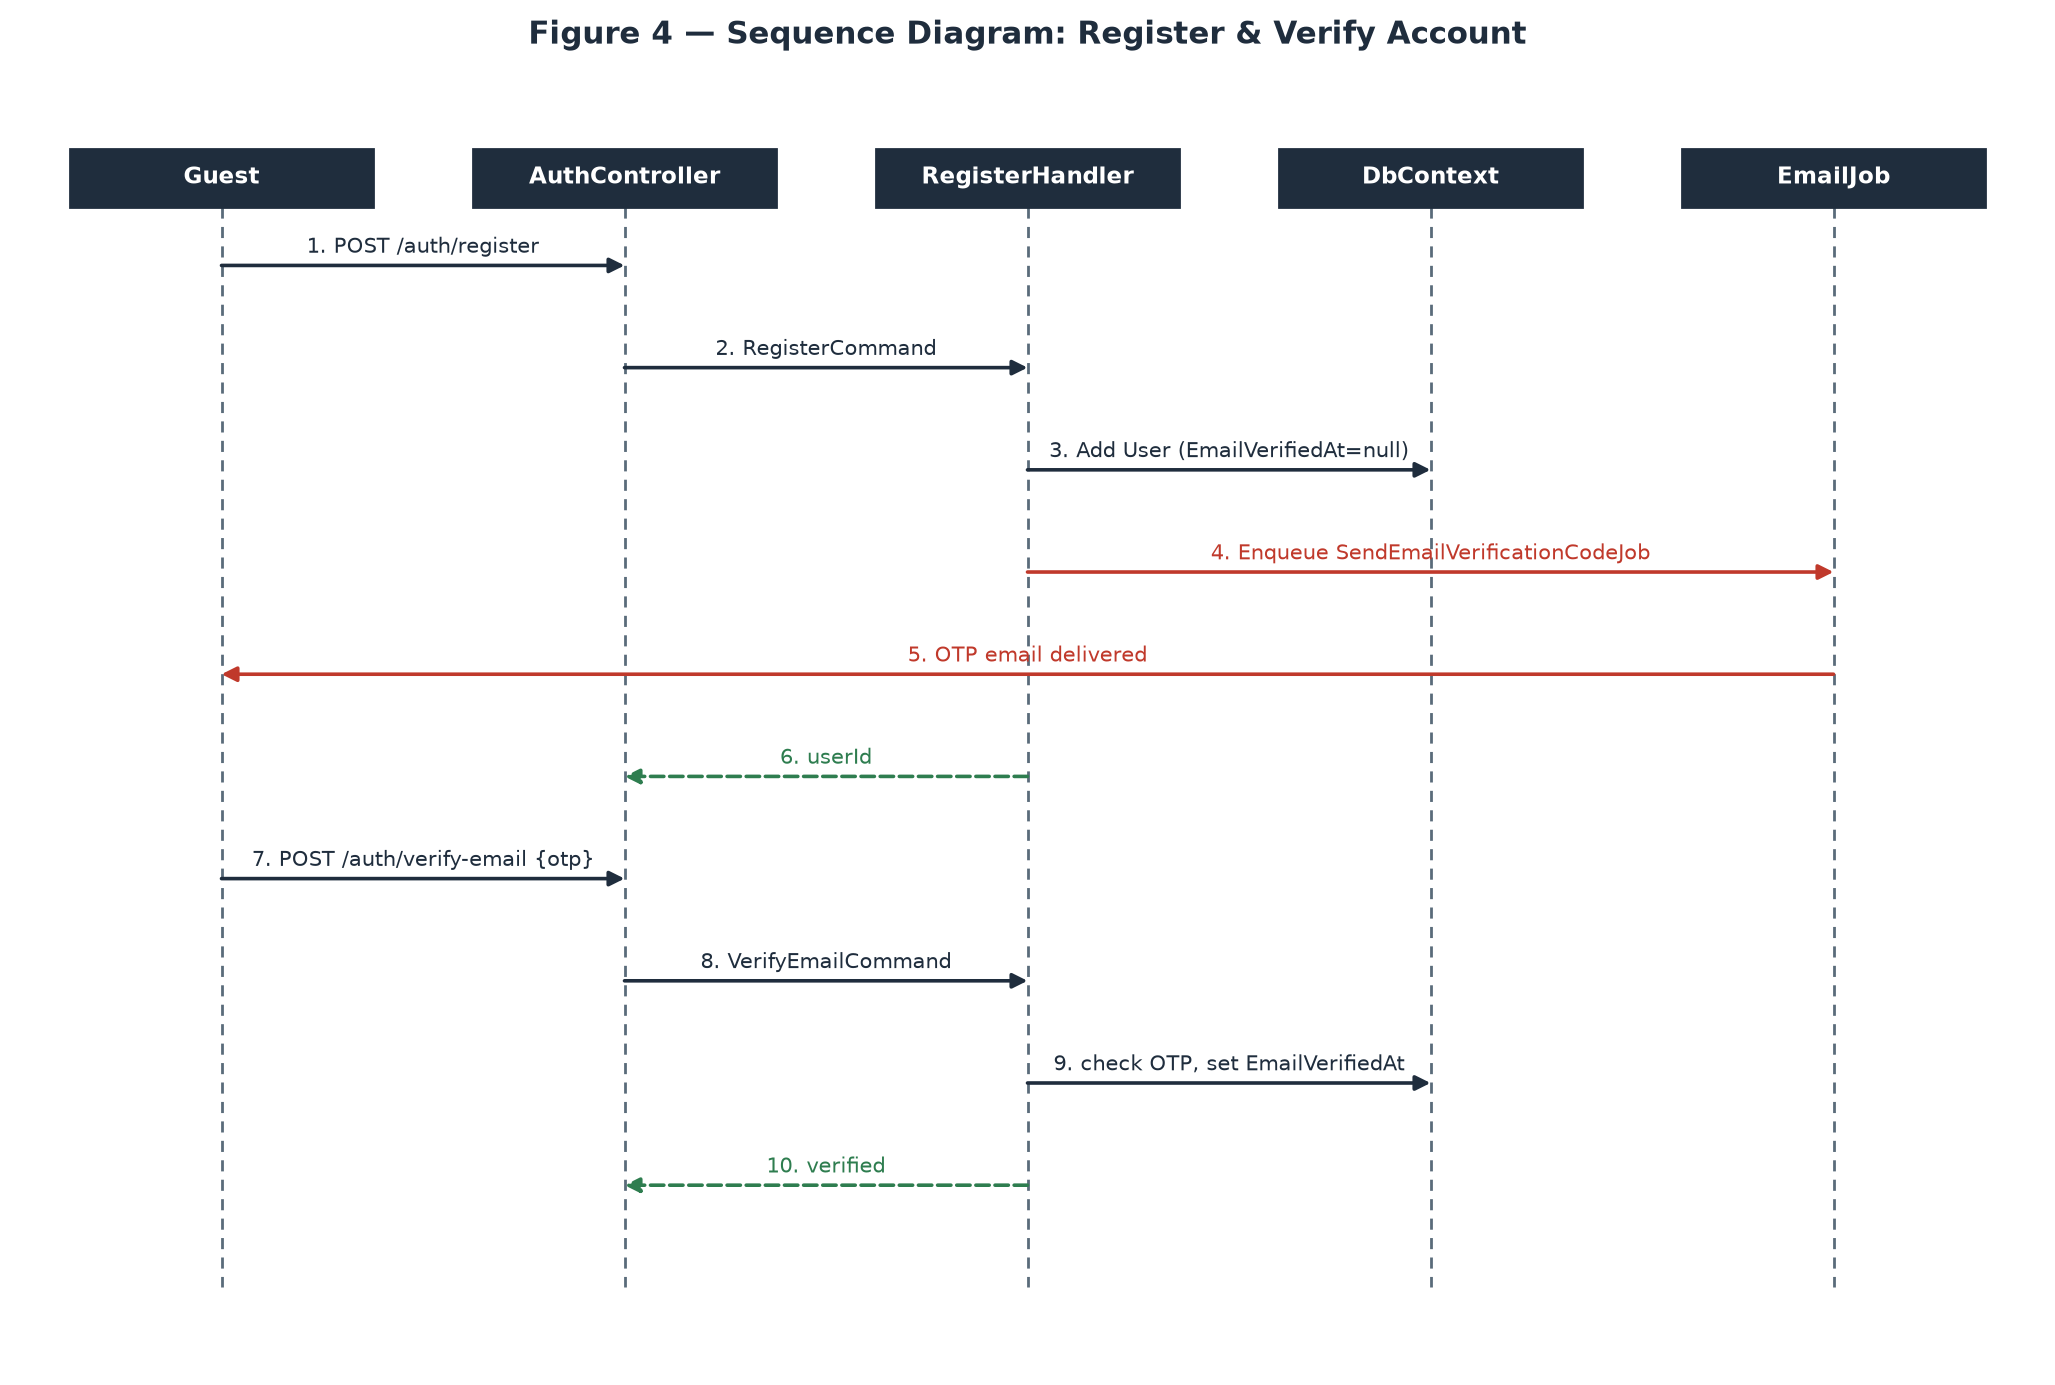 Figure 4 — Sequence Diagram: Register & Verify Account
Guest
AuthController
RegisterHandler
DbContext
EmailJob
1. POST /auth/register
2. RegisterCommand
3. Add User (EmailVerifiedAt=null)
4. Enqueue SendEmailVerificationCodeJob
5. OTP email delivered
6. userId
7. POST /auth/verify-email {otp}
8. VerifyEmailCommand
9. check OTP, set EmailVerifiedAt
10. verified